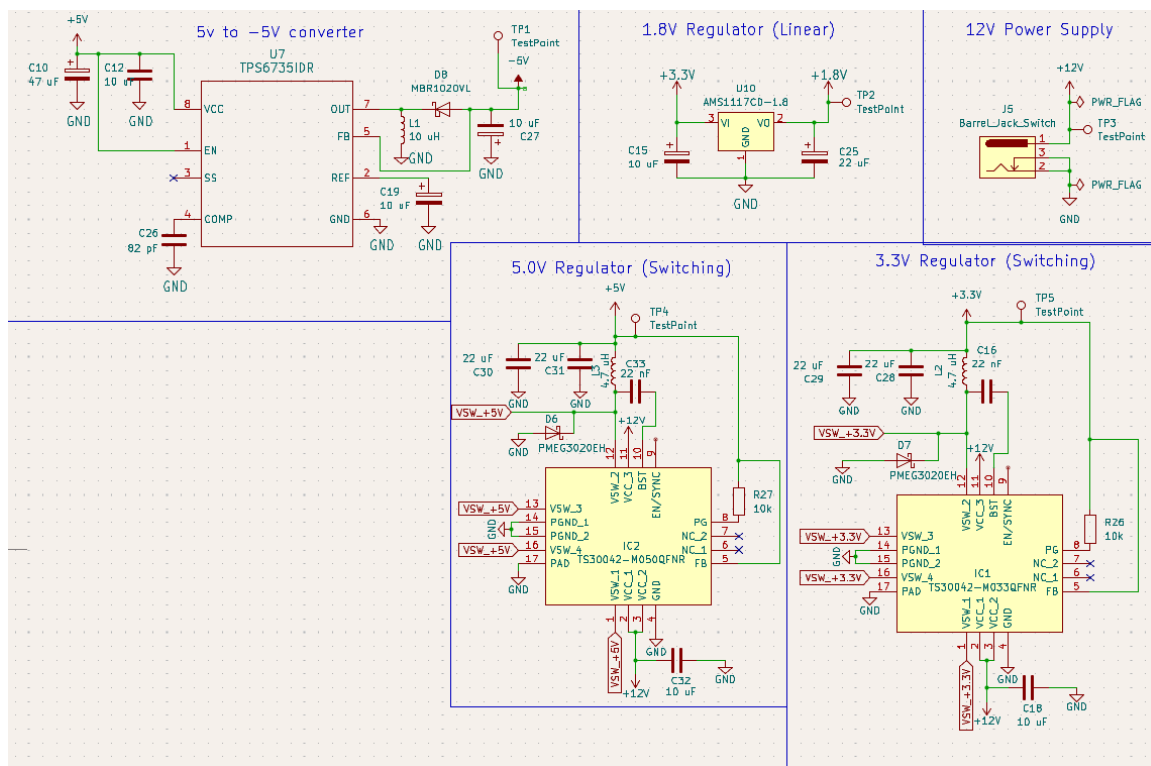 5v to -5V converter
+5V
C10
47 uF
C12
10 uF
GND
GND
U7
TPS6735IDR
8
VCC
1
EN
3
SS
4
COMP
OUT
7
FB
5
REF
2
GND
6
C26
82 pF
GND
D8
MBR1020VL
L1
10 uH
GND
TP1
TestPoint
-5V
10 uF
C27
GND
C19
10 uF
GND
GND
1.8V Regulator (Linear)
+3.3V
U10
AMS1117CD-1.8
3
VI
VO
2
GND
1
C15
10 uF
GND
+1.8V
TP2
TestPoint
C25
22 uF
12V Power Supply
+12V
PWR_FLAG
J5
Barrel_Jack_Switch
TP3
TestPoint
1
3
2
PWR_FLAG
GND
5.0V Regulator (Switching)
+5V
TP4
TestPoint
22 uF
C30
GND
22 uF
C31
GND
L3
4.7 uH
C33
22 nF
VSW_+5V
D6
PMEG3020EH
GND
+12V
12
11
10
9
VSW_2
VCC_3
BST
EN/SYNC
VSW_+5V
13
VSW_3
GND
14
PGND_1
15
PGND_2
VSW_+5V
16
VSW_4
17
PAD
GND
IC2
TS30042-M050QFNR
PG
8
NC_2
7
NC_1
6
FB
5
R27
10k
VSW_1
VCC_1
VCC_2
GND
1
2
3
4
VSW_+5V
GND
C32
10 uF
GND
+12V
3.3V Regulator (Switching)
+3.3V
TP5
TestPoint
22 uF
C29
GND
22 uF
C28
GND
L2
4.7 uH
C16
22 nF
VSW_+3.3V
D7
PMEG3020EH
GND
+12V
12
11
10
9
VSW_2
VCC_3
BST
EN/SYNC
VSW_+3.3V
13
VSW_3
GND
14
PGND_1
15
PGND_2
VSW_+3.3V
16
VSW_4
17
PAD
GND
IC1
TS30042-M033QFNR
PG
8
NC_2
7
NC_1
6
FB
5
R26
10k
VSW_1
VCC_1
VCC_2
GND
1
2
3
4
VSW_+3.3V
GND
C18
10 uF
GND
+12V